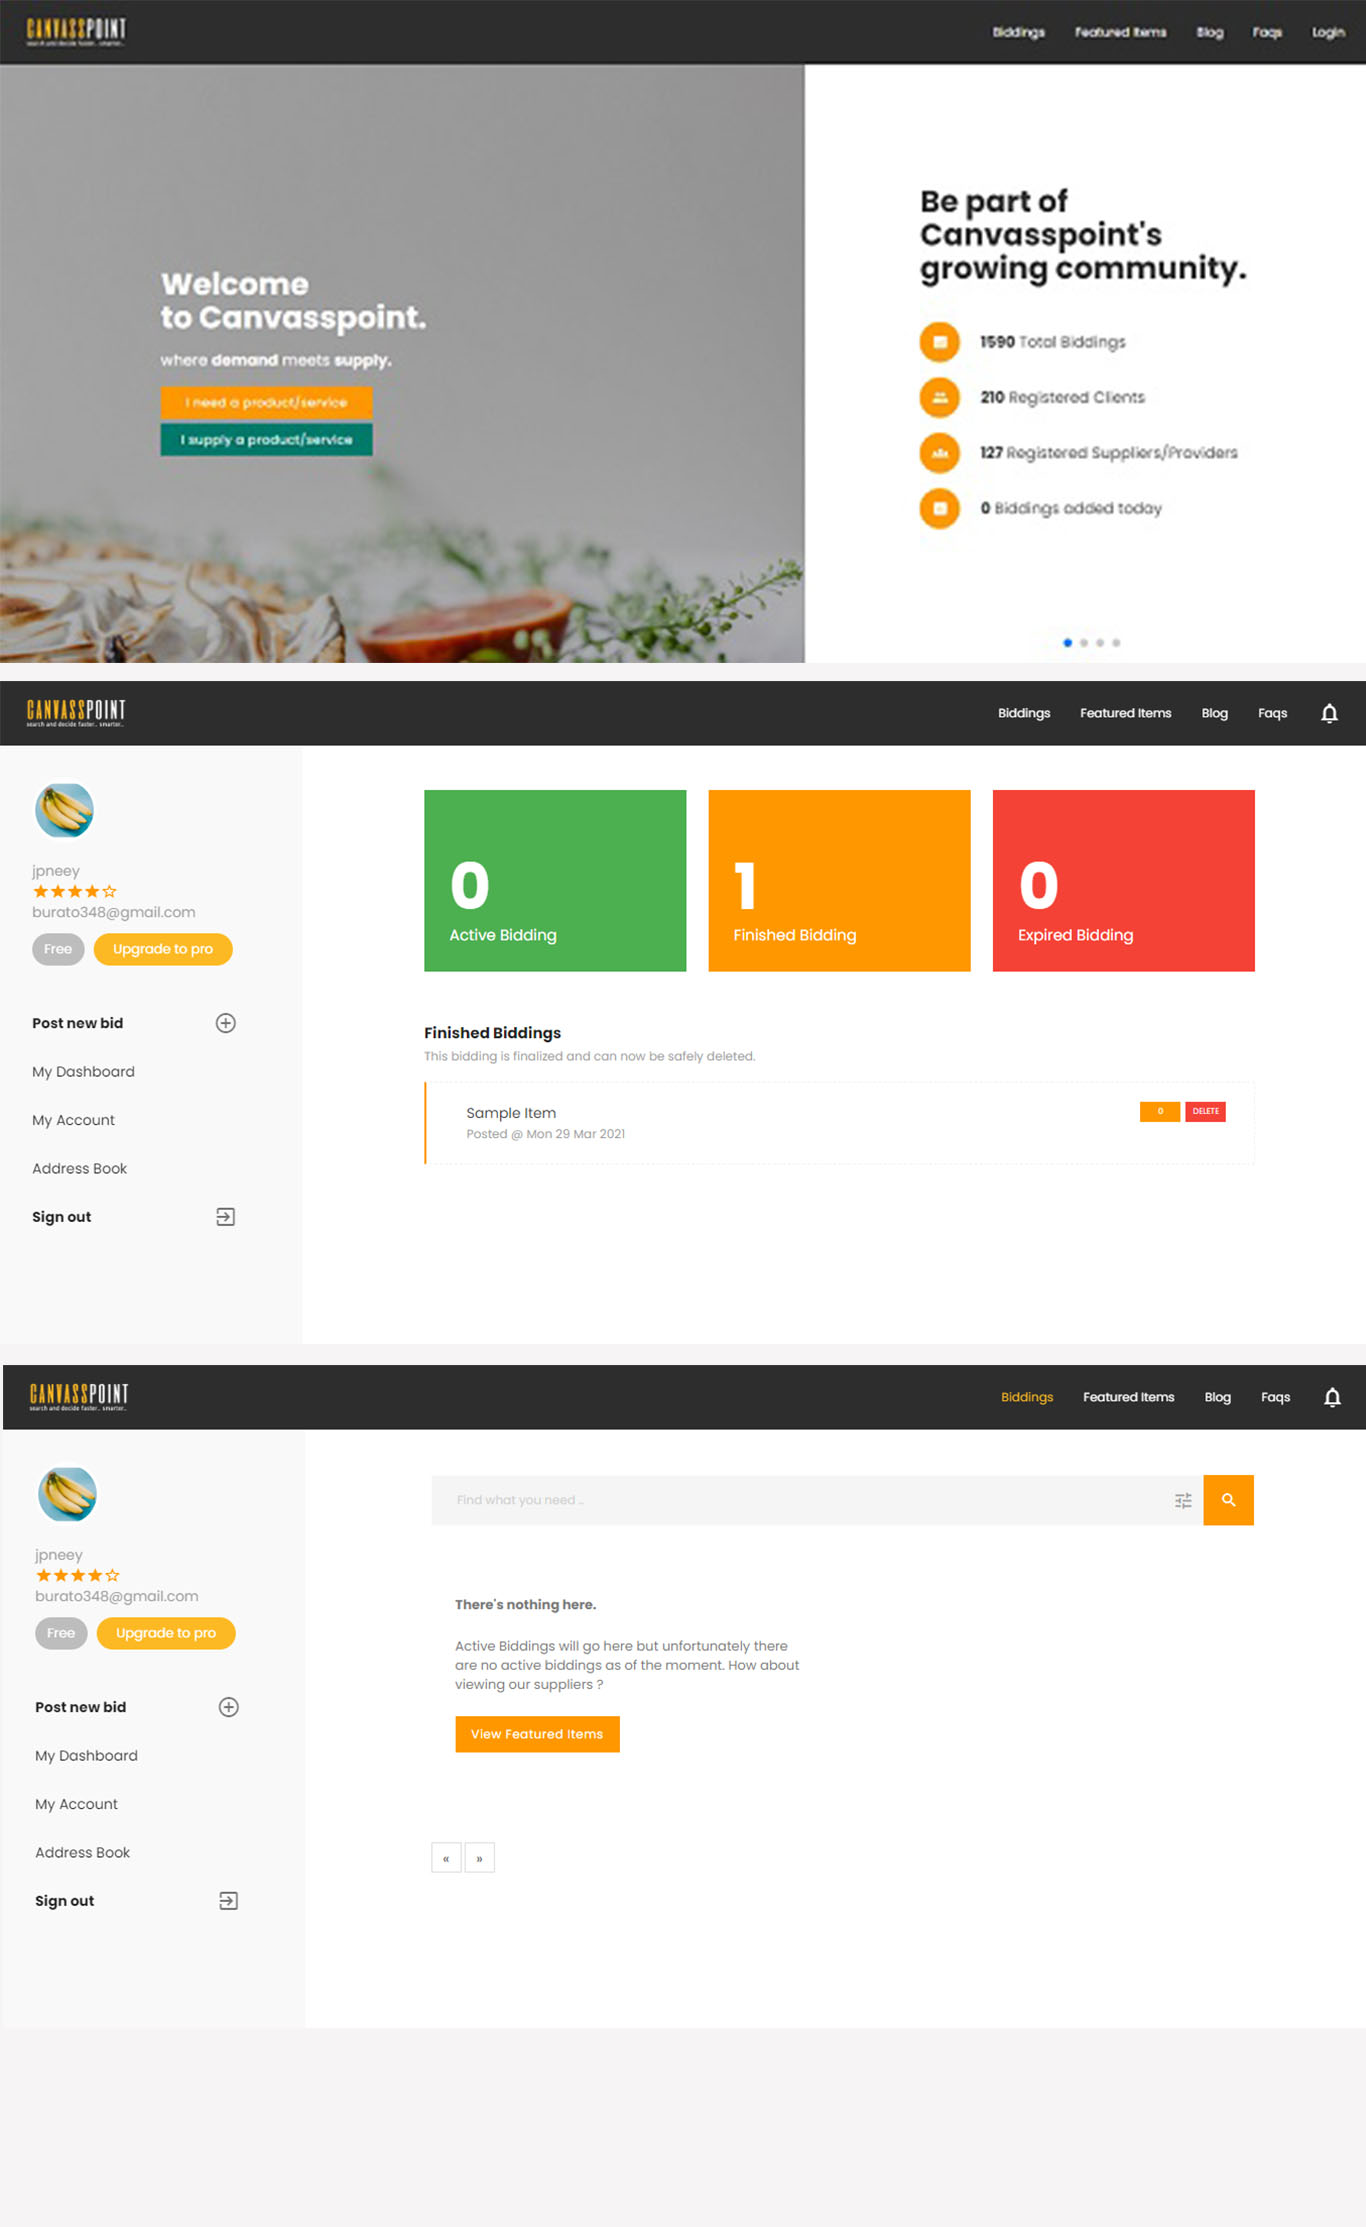 CANVASSPOINT
search and decide faster.. smarter..
Biddings Featured Items Blog Faqs Login
Welcome
to Canvasspoint.
where demand meets supply.
I need a product/service
I supply a product/service
Be part of
Canvasspoint's
growing community.
1590 Total Biddings
210 Registered Clients
127 Registered Suppliers/Providers
0 Biddings added today
CANVASSPOINT
search and decide faster.. smarter..
Biddings Featured Items Blog Faqs
jpneey
burato348@gmail.com
Free Upgrade to pro
Post new bid
My Dashboard
My Account
Address Book
Sign out
0
Active Bidding
1
Finished Bidding
0
Expired Bidding
Finished Biddings
This bidding is finalized and can now be safely deleted.
Sample Item
Posted @ Mon 29 Mar 2021
0 DELETE
CANVASSPOINT
search and decide faster.. smarter..
Biddings Featured Items Blog Faqs
jpneey
burato348@gmail.com
Free Upgrade to pro
Post new bid
My Dashboard
My Account
Address Book
Sign out
Find what you need ..
There's nothing here.
Active Biddings will go here but unfortunately there
are no active biddings as of the moment. How about
viewing our suppliers ?
View Featured Items
« »